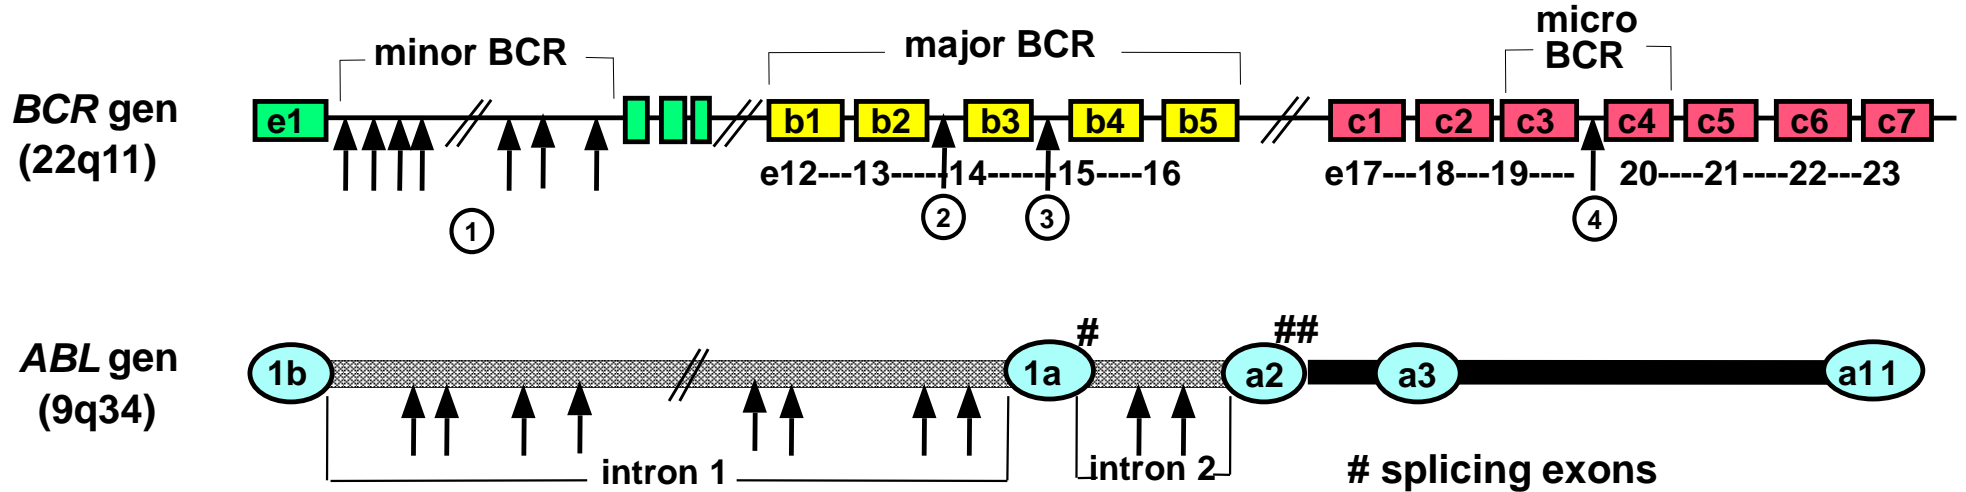 minor BCR
major BCR
micro
BCR
BCR gen
(22q11)
e1 b1 b2 b3 b4 b5 c1 c2 c3 c4 c5 c6 c7
e12---13-----14------15----16
e17---18---19---- 20----21----22---23
1 2 3 4
# ##
ABL gen
(9q34)
1b 1a a2 a3 a11
intron 1
intron 2
# splicing exons